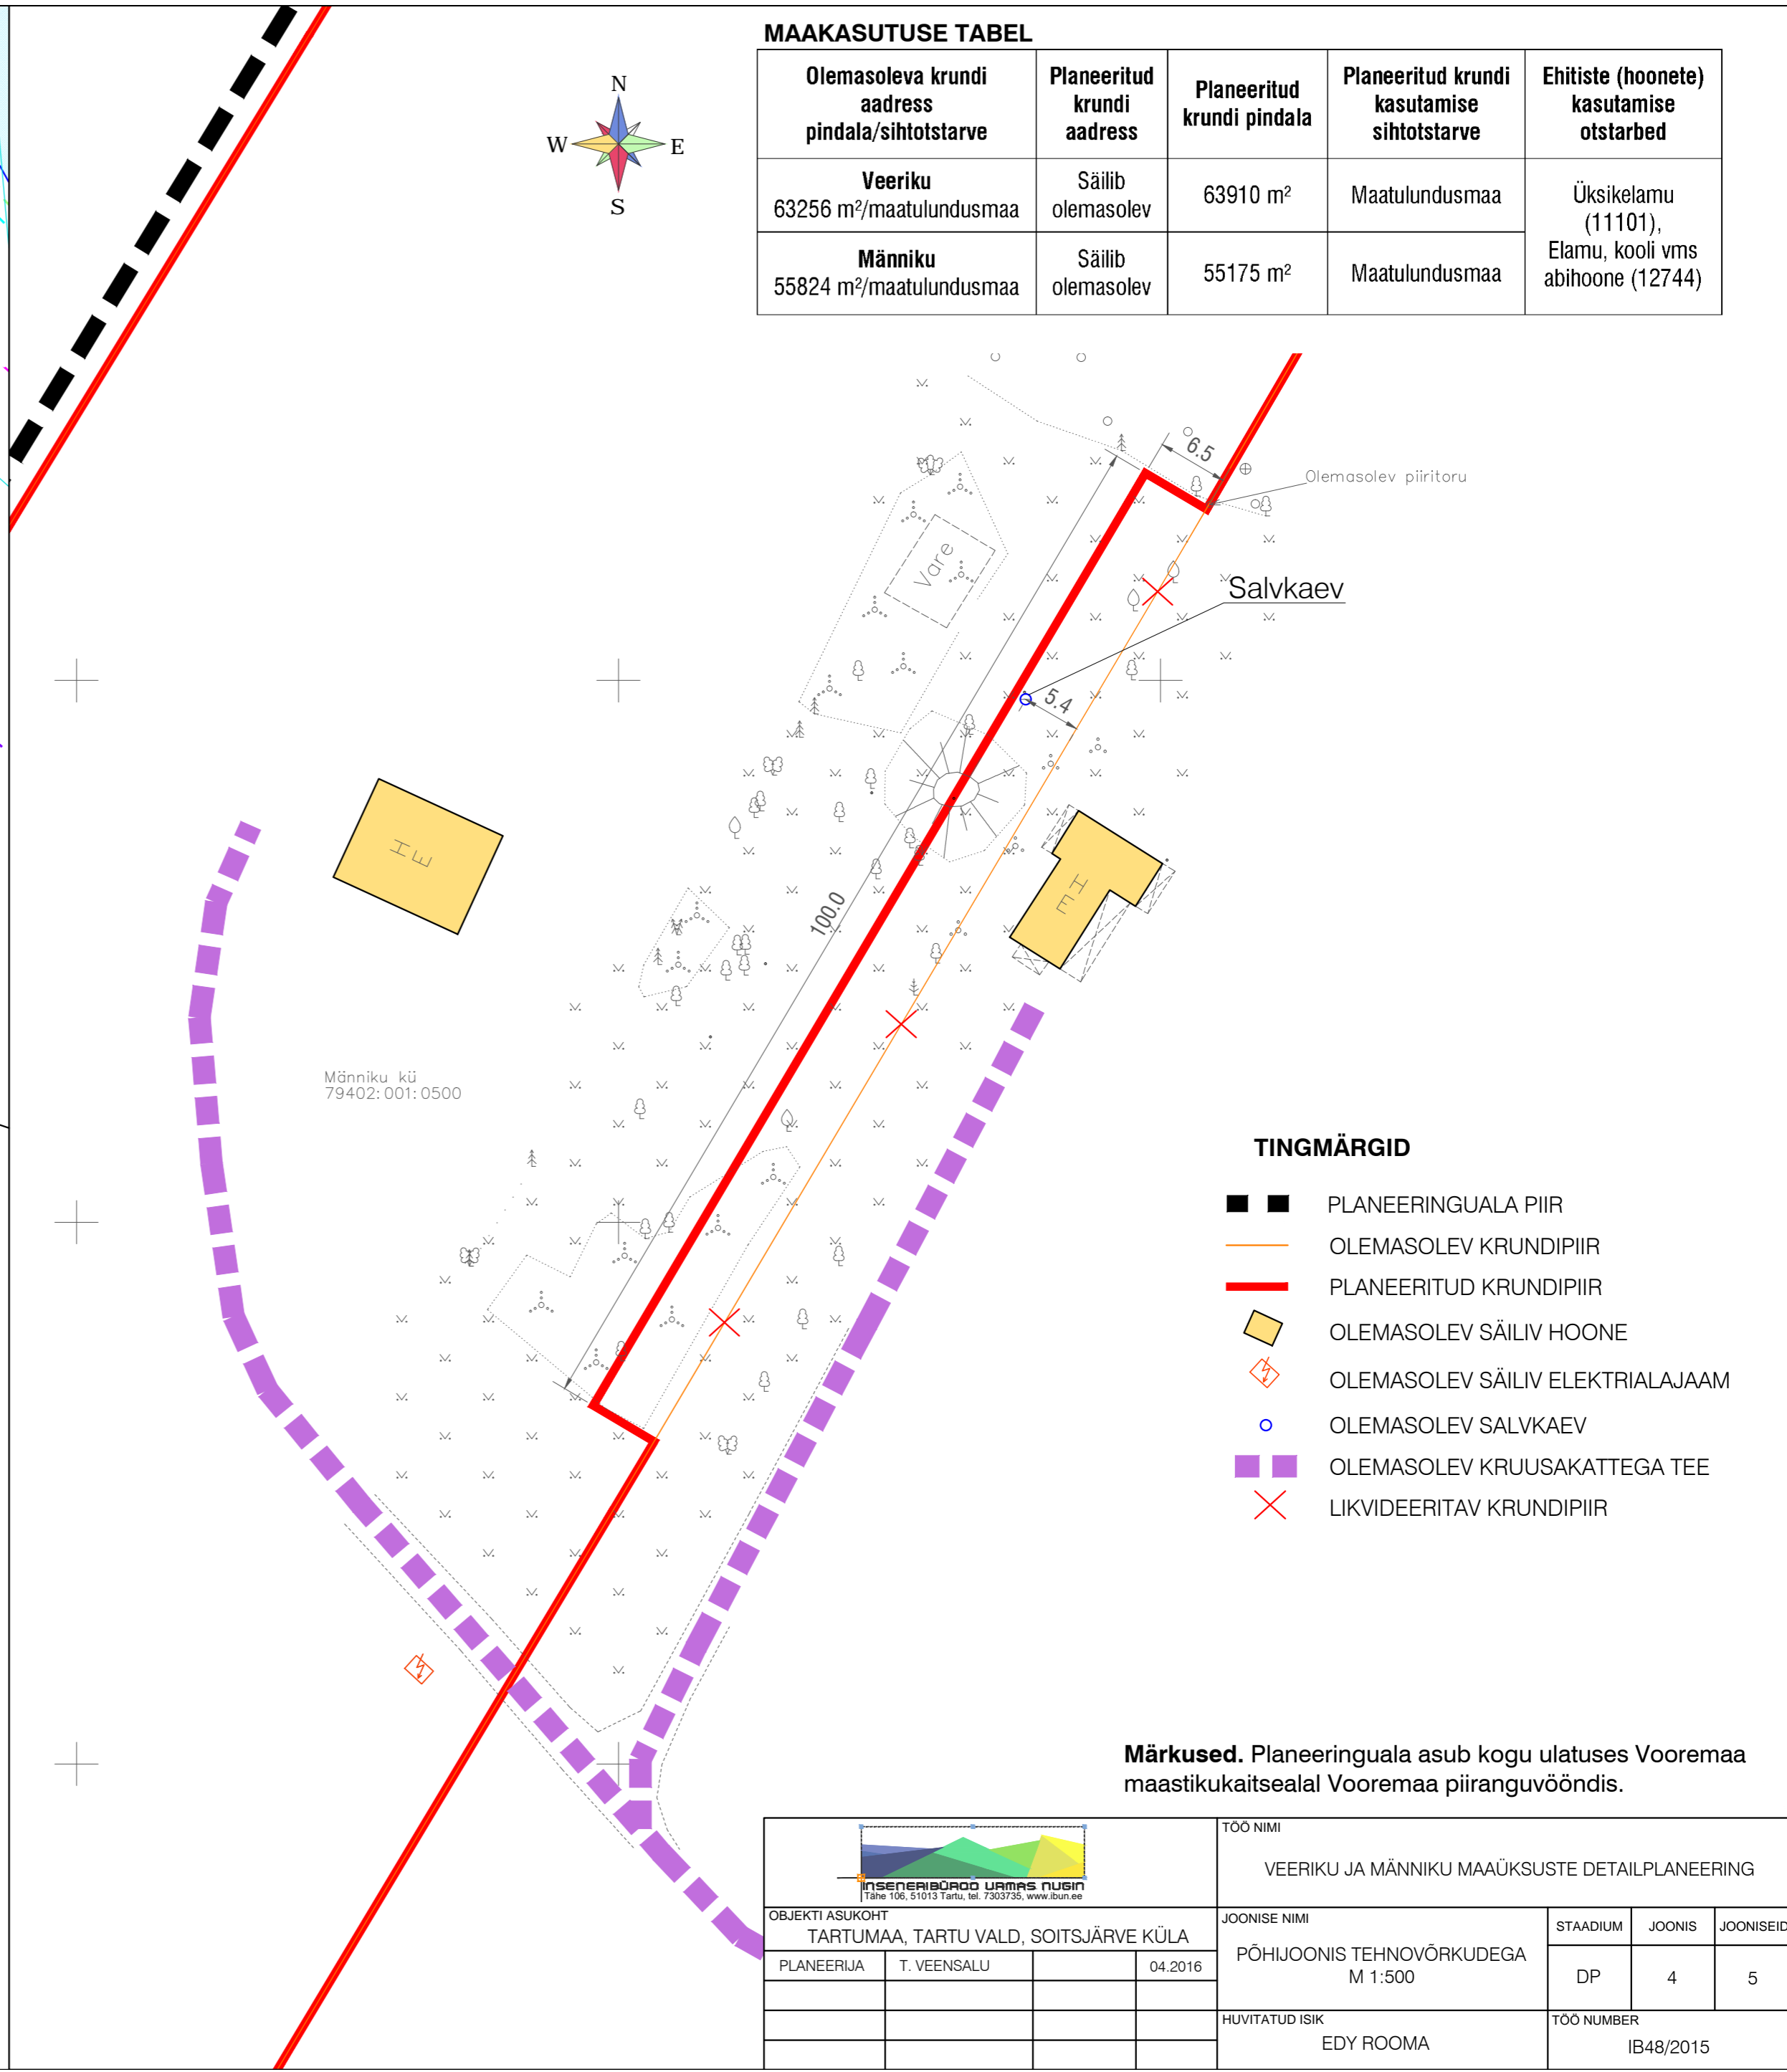 MAAKASUTUSE TABEL
Olemasoleva krundi
aadress
pindala/sihtotstarve
Planeeritud
krundi
aadress
Planeeritud
krundi pindala
Planeeritud krundi
kasutamise
sihtotstarve
Ehitiste (hoonete)
kasutamise
otstarbed
Veeriku
63256 m²/maatulundusmaa
Säilib
olemasolev
63910 m²
Maatulundusmaa
Üksikelamu
(11101),
Elamu, kooli vms
abihoone (12744)
Männiku
55824 m²/maatulundusmaa
Säilib
olemasolev
55175 m²
Maatulundusmaa
N
W
E
S
6.5
Olemasolev piiritoru
Vare
Salvkaev
5.4
HE
EH
100.0
Männiku kü
79402:001:0500
TINGMÄRGID
PLANEERINGUALA PIIR
OLEMASOLEV KRUNDIPIIR
PLANEERITUD KRUNDIPIIR
OLEMASOLEV SÄILIV HOONE
OLEMASOLEV SÄILIV ELEKTRIALAJAAM
OLEMASOLEV SALVKAEV
OLEMASOLEV KRUUSAKATTEGA TEE
LIKVIDEERITAV KRUNDIPIIR
Märkused. Planeeringuala asub kogu ulatuses Vooremaa
maastikukaitsealal Vooremaa piiranguvööndis.
INSENERIBÜROO URMAS NUGIN
Tähe 106, 51013 Tartu, tel. 7303735, www.ibun.ee
TÖÖ NIMI
VEERIKU JA MÄNNIKU MAAÜKSUSTE DETAILPLANEERING
OBJEKTI ASUKOHT
TARTUMAA, TARTU VALD, SOITSJÄRVE KÜLA
PLANEERIJA
T. VEENSALU
04.2016
JOONISE NIMI
PÕHIJOONIS TEHNOVÕRKUDEGA
M 1:500
STAADIUM
JOONIS
JOONISEID
DP
4
5
HUVITATUD ISIK
EDY ROOMA
TÖÖ NUMBER
IB48/2015